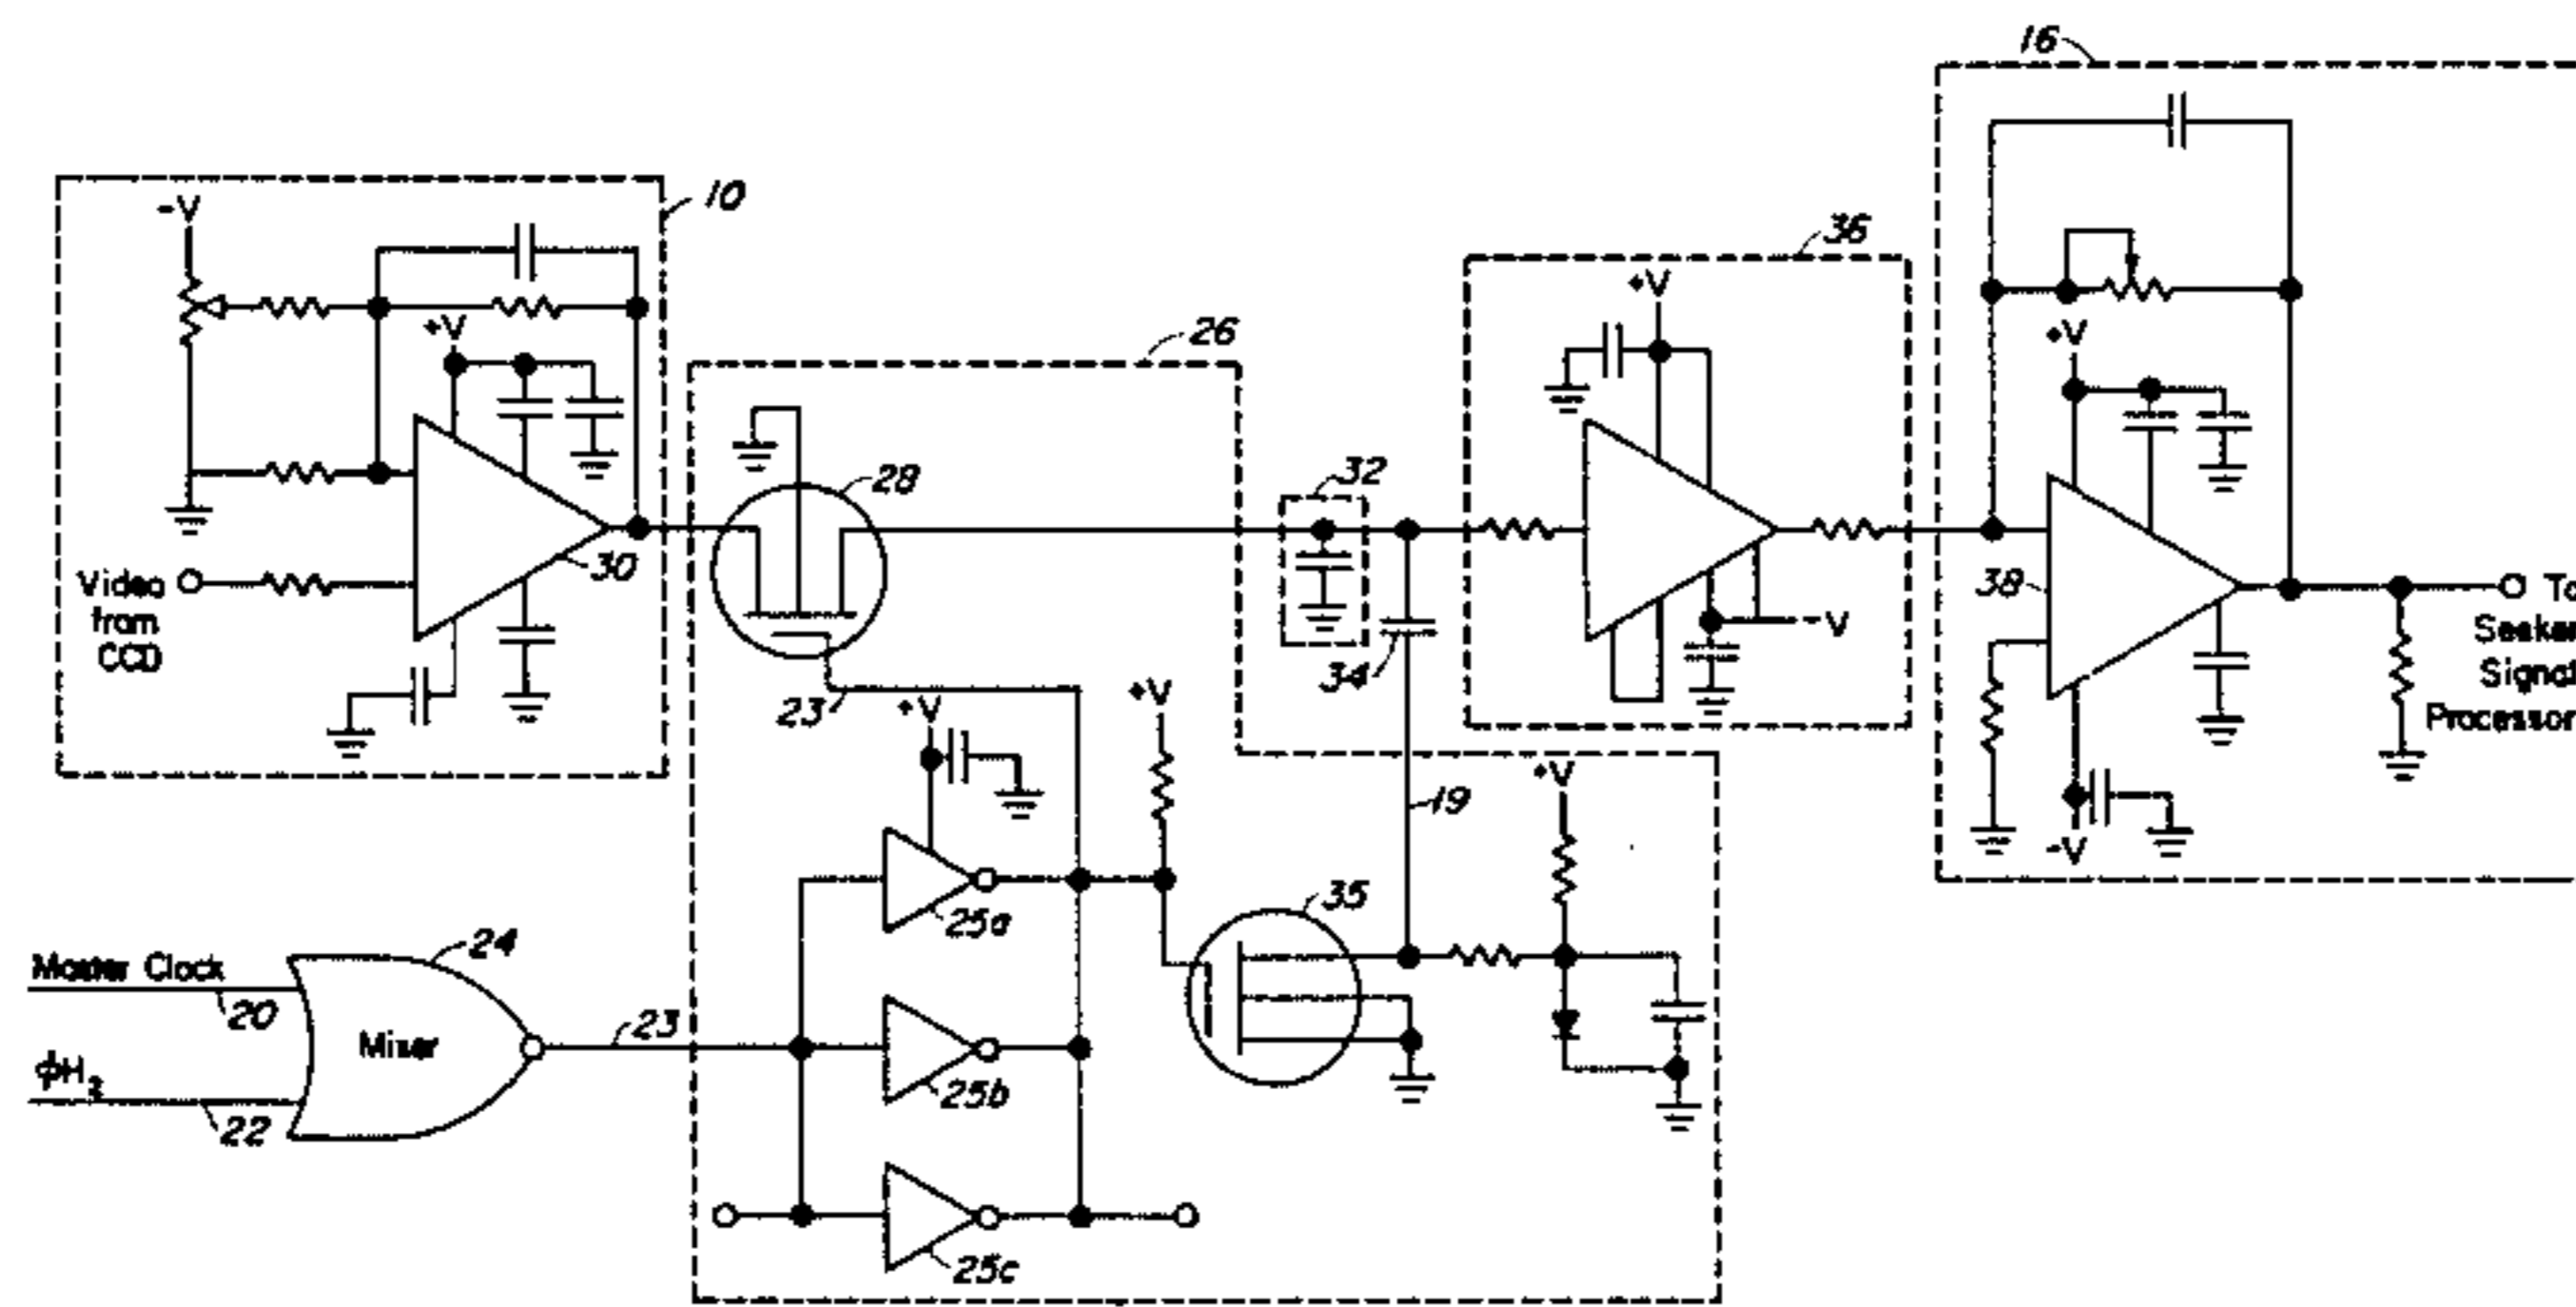 16
-V
10
+V
36
+V
26
+V
32
28
30
38
Video
from
CCD
To
Seeker
Signal
Processor
34
-V
23
+V
+V
19
+V
-V
25a
35
24
Master Clock
20
23
Mixer
ϕH₂
22
25b
25c